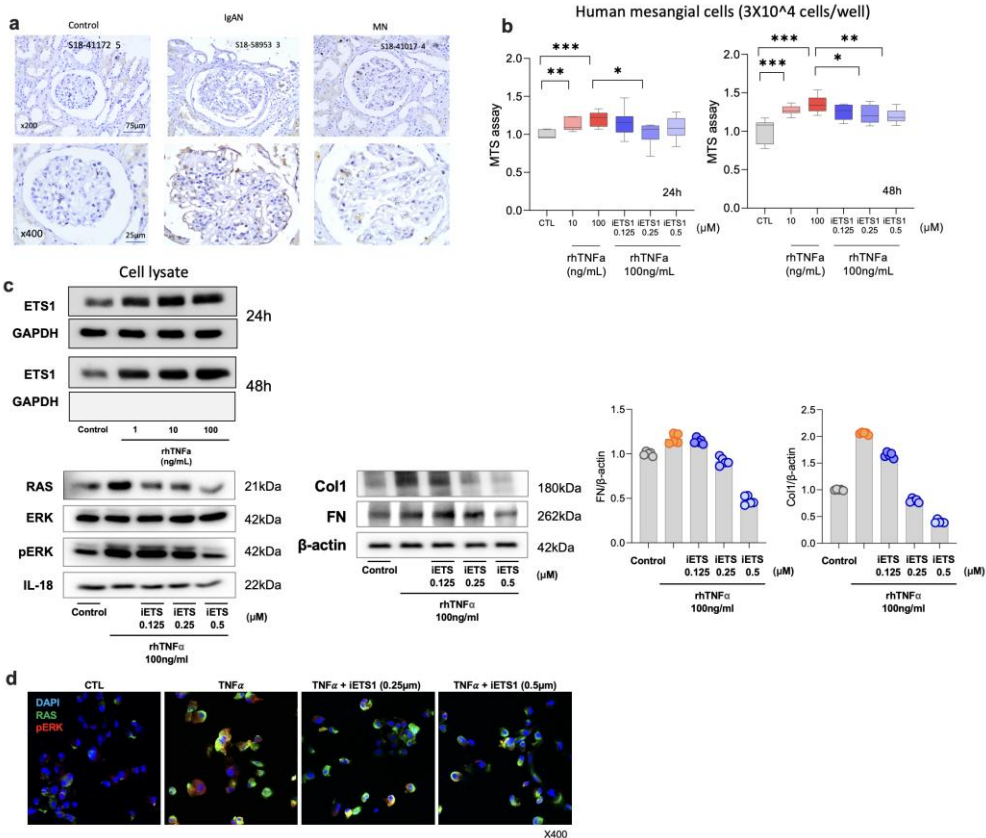 a
Control
IgAN
MN
S18-41172 5
S18-58953 3
S18-41017 4
x200
75μm
x400
25μm
b
Human mesangial cells (3X10^4 cells/well)
*** ** *
MTS assay
2.0
1.5
1.0
0.5
0.0
24h
CTL 10 100 iETS1 0.125 iETS1 0.25 iETS1 0.5 (μM)
rhTNFa (ng/mL)
rhTNFa 100ng/mL
*** *** ** *
MTS assay
2.0
1.5
1.0
0.5
0.0
48h
CTL 10 100 iETS1 0.125 iETS1 0.25 iETS1 0.5 (μM)
rhTNFa (ng/mL)
rhTNFa 100ng/mL
c
Cell lysate
ETS1
24h
GAPDH
ETS1
48h
GAPDH
Control 1 10 100
rhTNFa
(ng/mL)
RAS 21kDa
ERK 42kDa
pERK 42kDa
IL-18 22kDa
Control iETS 0.125 iETS 0.25 iETS 0.5 (μM)
rhTNFα
100ng/ml
Col1 180kDa
FN 262kDa
β-actin 42kDa
Control iETS 0.125 iETS 0.25 iETS 0.5 (μM)
rhTNFα
100ng/ml
FN/β-actin
1.5
1.0
0.5
0.0
Control iETS 0.125 iETS 0.25 iETS 0.5 (μM)
rhTNFα
100ng/ml
Col1/β-actin
2.5
2.0
1.5
1.0
0.5
0.0
Control iETS 0.125 iETS 0.25 iETS 0.5 (μM)
rhTNFα
100ng/ml
d
CTL
TNFα
TNFα + iETS1 (0.25μm)
TNFα + iETS1 (0.5μm)
DAPI
RAS
pERK
X400